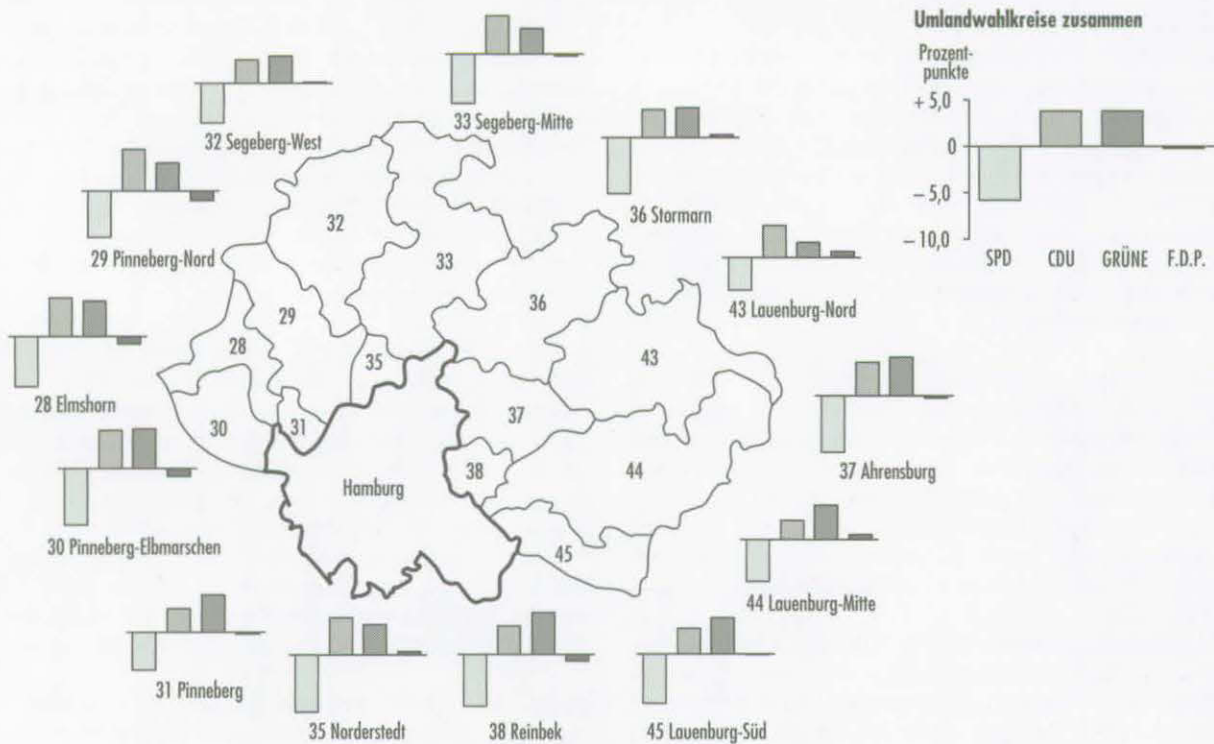 Umlandwahlkreise zusammen
Prozent-
punkte
+ 5,0
0
– 5,0
– 10,0
SPD CDU GRÜNE F.D.P.
32 Segeberg-West
33 Segeberg-Mitte
36 Stormarn
29 Pinneberg-Nord
43 Lauenburg-Nord
28 Elmshorn
37 Ahrensburg
30 Pinneberg-Elbmarschen
44 Lauenburg-Mitte
31 Pinneberg
35 Norderstedt
38 Reinbek
45 Lauenburg-Süd
32
33
36
29
28
35
43
37
30
31
38
44
Hamburg
45